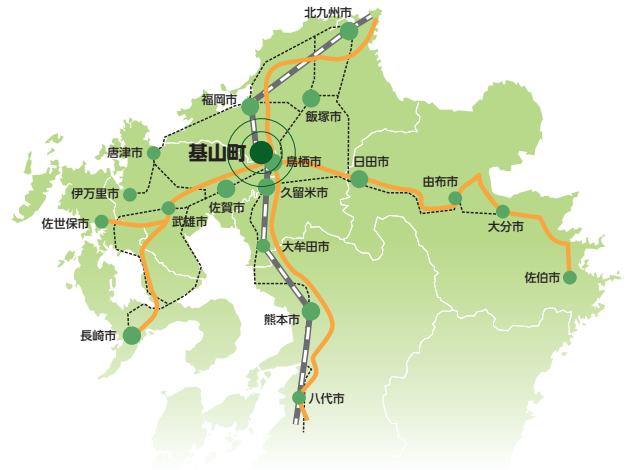 北九州市
福岡市
飯塚市
唐津市
基山町
鳥栖市
日田市
伊万里市
佐賀市
久留米市
由布市
佐世保市
武雄市
大分市
大牟田市
佐伯市
熊本市
長崎市
八代市